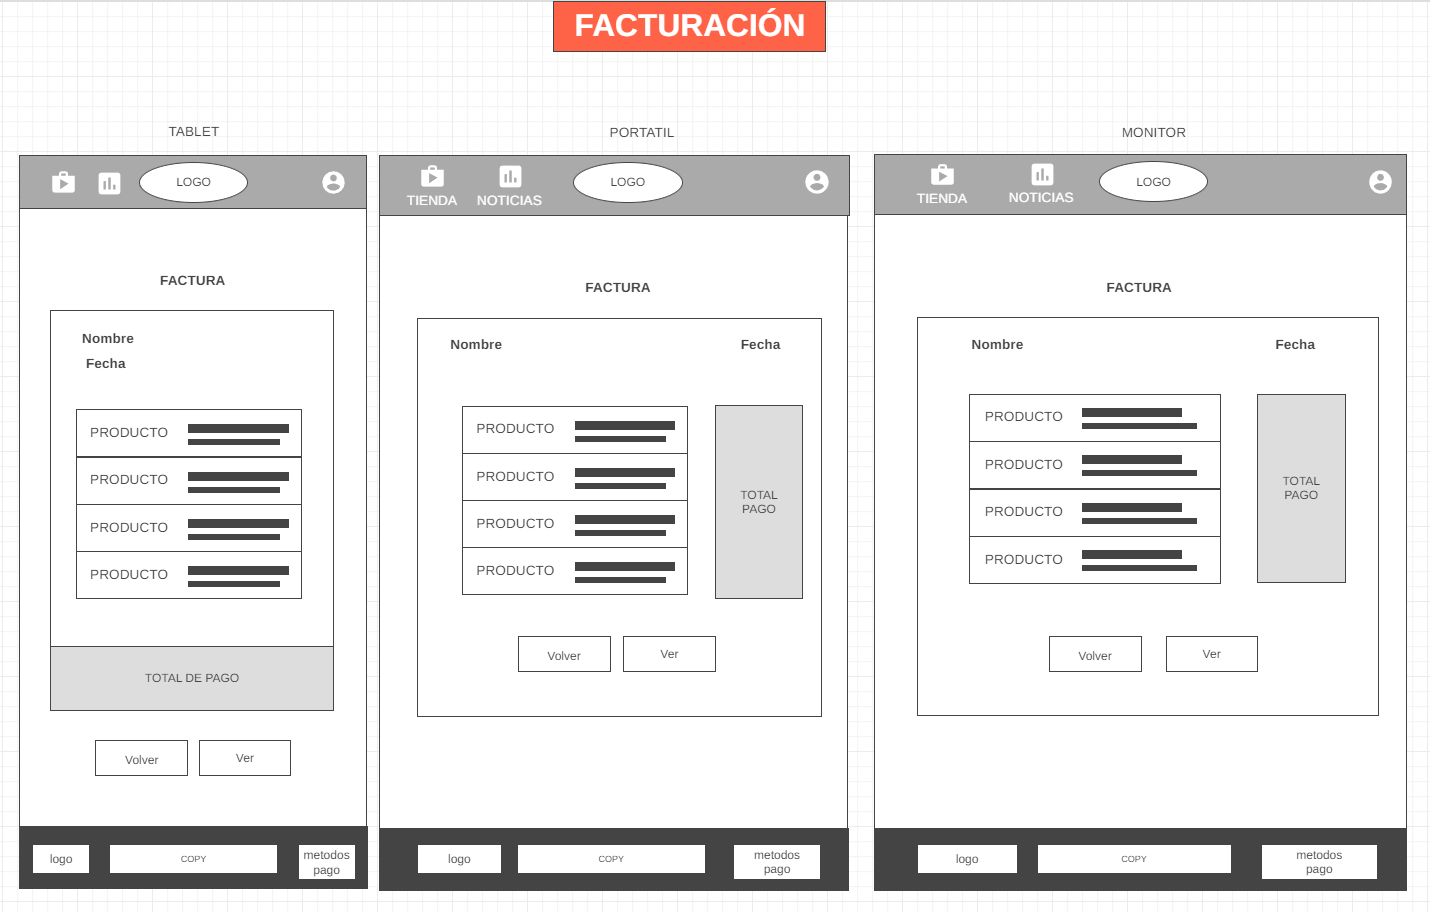 FACTURACIÓN
TABLET
LOGO
FACTURA
Nombre
Fecha
PRODUCTO
PRODUCTO
PRODUCTO
PRODUCTO
TOTAL DE PAGO
Volver
Ver
logo
COPY
metodos
pago
PORTATIL
TIENDA
NOTICIAS
LOGO
FACTURA
Nombre
Fecha
PRODUCTO
PRODUCTO
PRODUCTO
PRODUCTO
TOTAL
PAGO
Volver
Ver
logo
COPY
metodos
pago
MONITOR
TIENDA
NOTICIAS
LOGO
FACTURA
Nombre
Fecha
PRODUCTO
PRODUCTO
PRODUCTO
PRODUCTO
TOTAL
PAGO
Volver
Ver
logo
COPY
metodos
pago